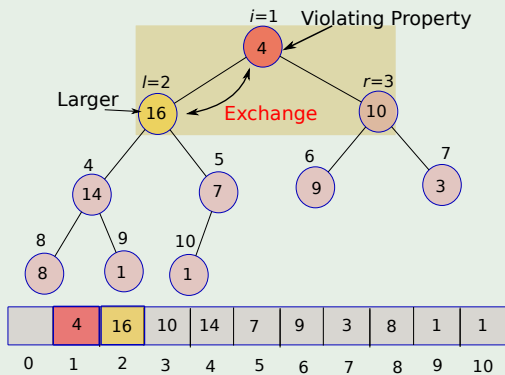 i=1 Violating Property
4
l=2 r=3
Larger 16 Exchange 10
4 5 6 7
14 7 9 3
8 9 10
8 1 1
4 16 10 14 7 9 3 8 1 1
0 1 2 3 4 5 6 7 8 9 10